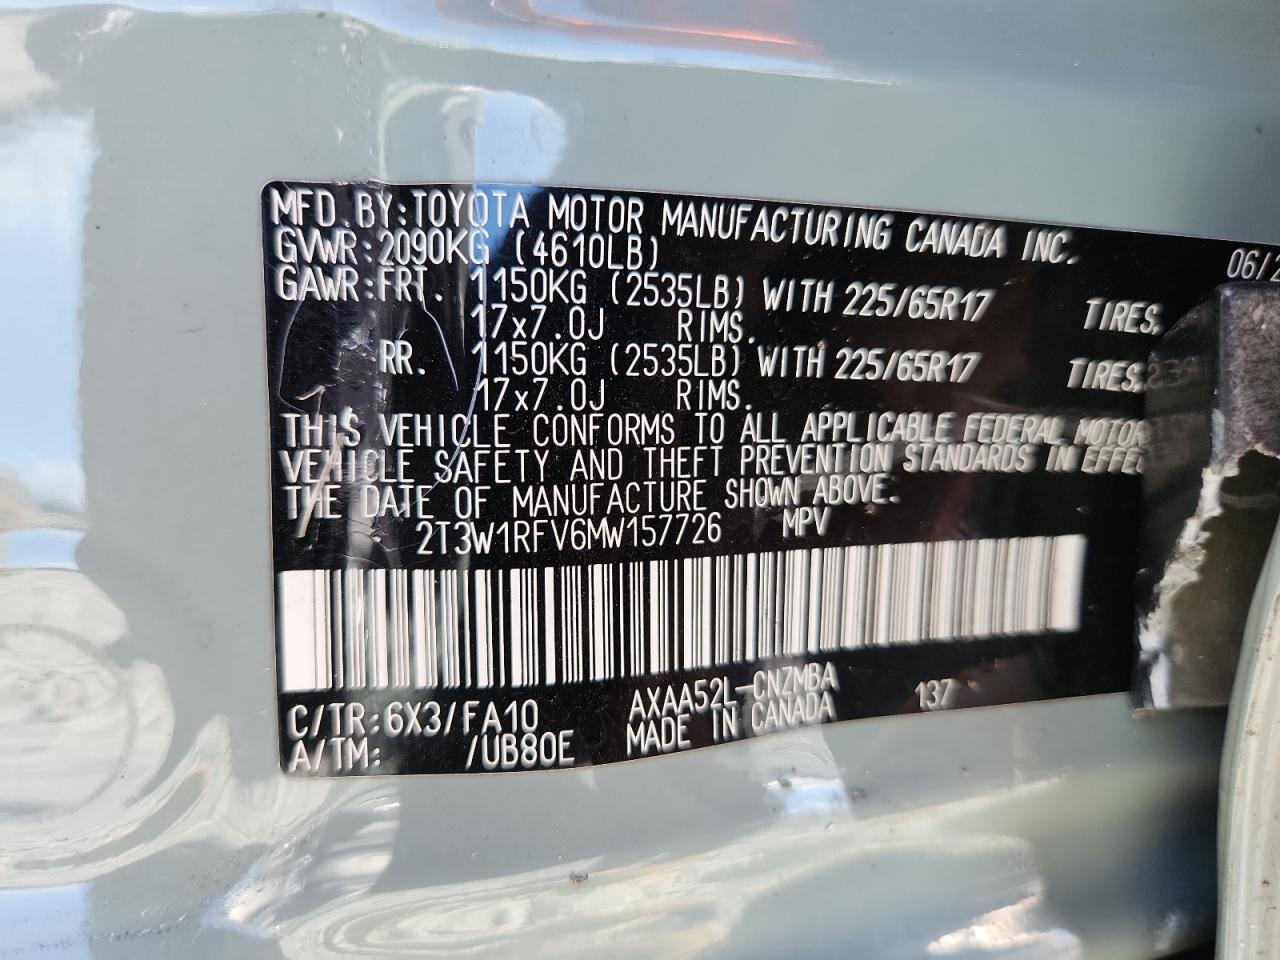 MFD. BY: TOYOTA MOTOR MANUFACTURING CANADA INC.
06/2
GVWR: 2090KG (4610LB)
GAWR: FRT. 1150KG (2535LB) WITH 225/65R17 TIRES,
17x7.0J RIMS.
RR. 1150KG (2535LB) WITH 225/65R17 TIRES,
17x7.0J RIMS.
THIS VEHICLE CONFORMS TO ALL APPLICABLE FEDERAL MOTOR
VEHICLE SAFETY AND THEFT PREVENTION STANDARDS IN EFFEC
THE DATE OF MANUFACTURE SHOWN ABOVE.
2T3W1RFV6MW157726 MPV
C/TR: 6X3/FA10 AXAA52L-CNZMBA 137
A/TM: /UB80E MADE IN CANADA